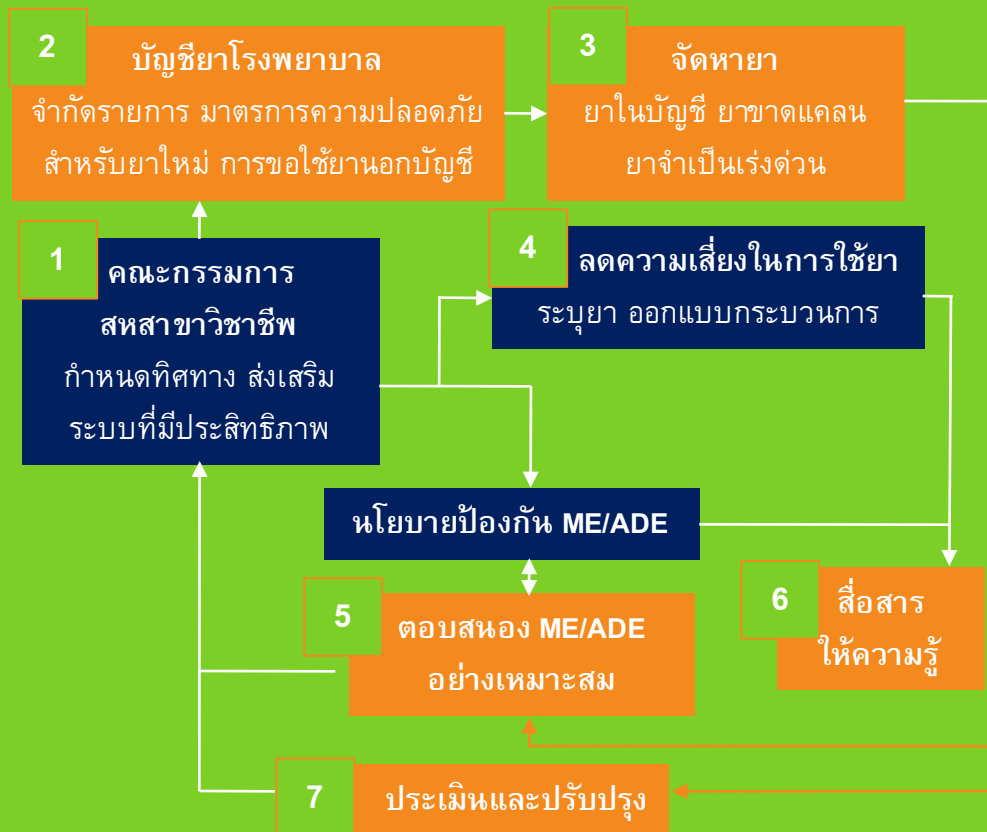 2
บัญชียาโรงพยาบาล
จำกัดรายการ มาตรการความปลอดภัย
สำหรับยาใหม่ การขอใช้ยานอกบัญชี
3
จัดหายา
ยาในบัญชี ยาขาดแคลน
ยาจำเป็นเร่งด่วน
1
คณะกรรมการ
สหสาขาวิชาชีพ
กำหนดทิศทาง ส่งเสริม
ระบบที่มีประสิทธิภาพ
4
ลดความเสี่ยงในการใช้ยา
ระบุยา ออกแบบกระบวนการ
นโยบายป้องกัน ME/ADE
5
ตอบสนอง ME/ADE
อย่างเหมาะสม
6
สื่อสาร
ให้ความรู้
7
ประเมินและปรับปรุง